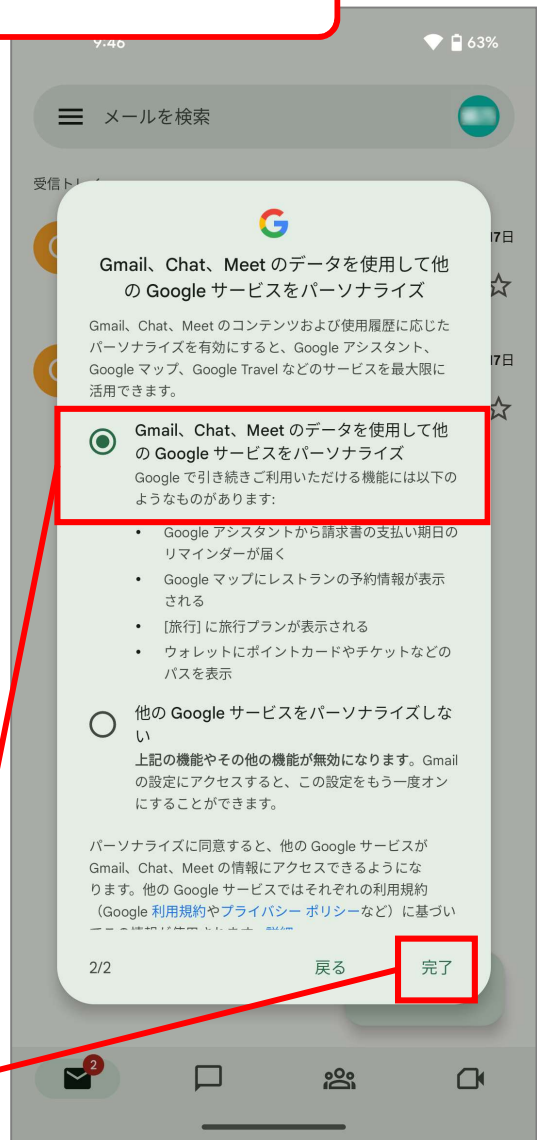 9:46
63%
メールを検索
受信トレイ
17日
Gmail、Chat、Meet のデータを使用して他
の Google サービスをパーソナライズ
Gmail、Chat、Meet のコンテンツおよび使用履歴に応じた
パーソナライズを有効にすると、Google アシスタント、
Google マップ、Google Travel などのサービスを最大限に
活用できます。
17日
Gmail、Chat、Meet のデータを使用して他
の Google サービスをパーソナライズ
Google で引き続きご利用いただける機能には以下の
ようなものがあります:
• Google アシスタントから請求書の支払い期日の
リマインダーが届く
• Google マップにレストランの予約情報が表示
される
• [旅行] に旅行プランが表示される
• ウォレットにポイントカードやチケットなどの
パスを表示
他の Google サービスをパーソナライズしな
い
上記の機能やその他の機能が無効になります。Gmail
の設定にアクセスすると、この設定をもう一度オン
にすることができます。
パーソナライズに同意すると、他の Google サービスが
Gmail、Chat、Meet の情報にアクセスできるようにな
ります。他の Google サービスではそれぞれの利用規約
（Google 利用規約やプライバシー ポリシーなど）に基づい
2/2
戻る
完了
2